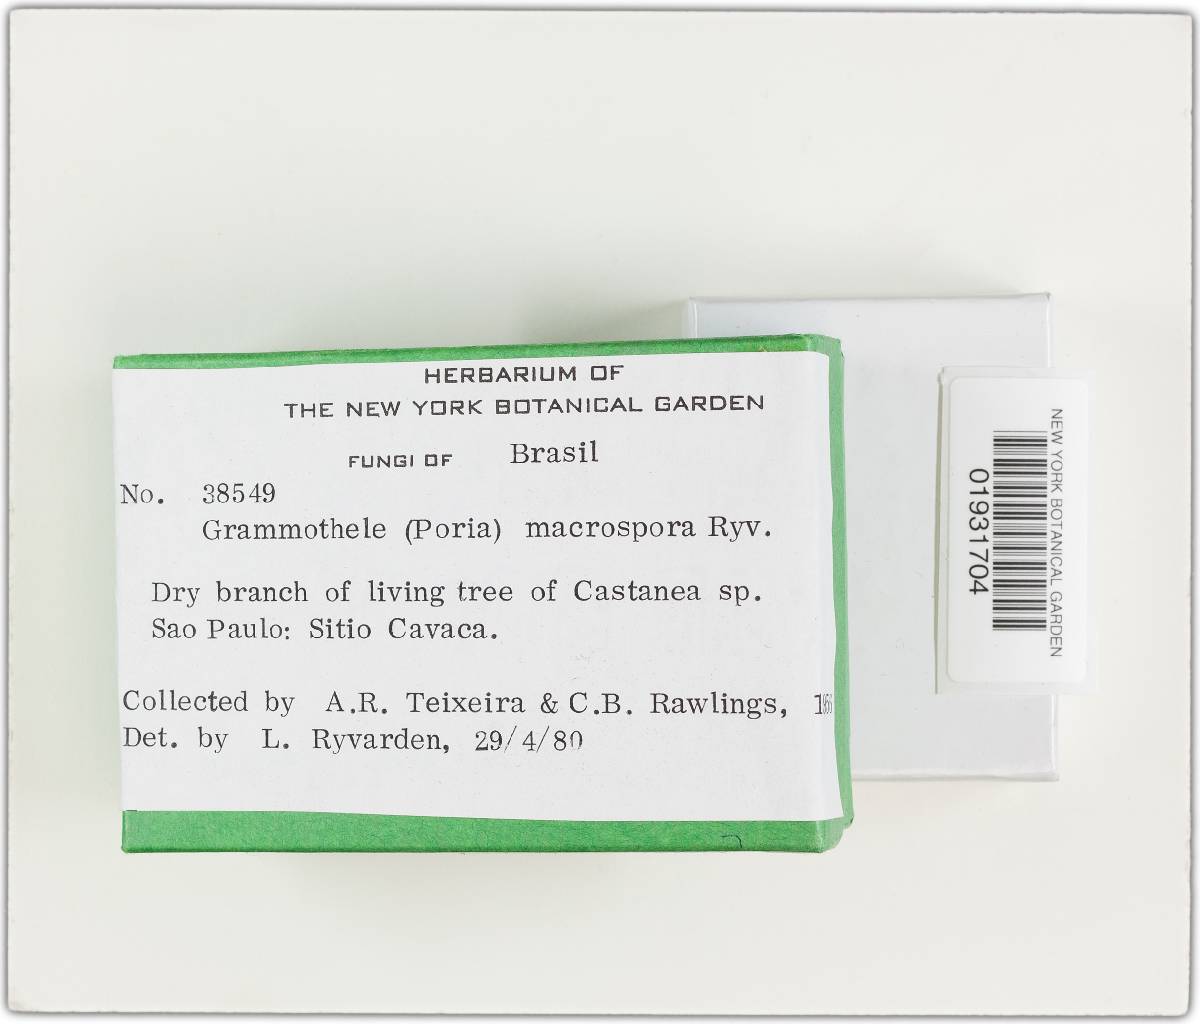 HERBARIUM OF
THE NEW YORK BOTANICAL GARDEN
FUNGI OF Brasil
No. 38549
Grammothele (Poria) macrospora Ryv.
Dry branch of living tree of Castanea sp.
Sao Paulo: Sitio Cavaca.
Collected by A.R. Teixeira & C.B. Rawlings,
Det. by L. Ryvarden, 29/4/80
NEW YORK BOTANICAL GARDEN
01931704